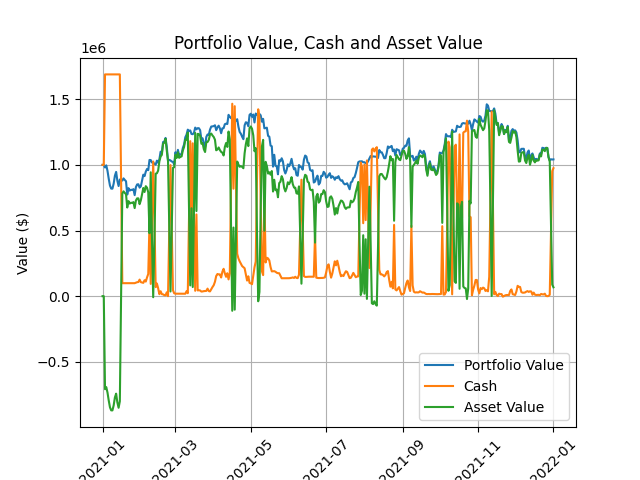 Portfolio Value, Cash and Asset Value
1e6
1.5
1.0
0.5
0.0
−0.5
Value ($)
Portfolio Value
Cash
Asset Value
2021-01
2021-03
2021-05
2021-07
2021-09
2021-11
2022-01